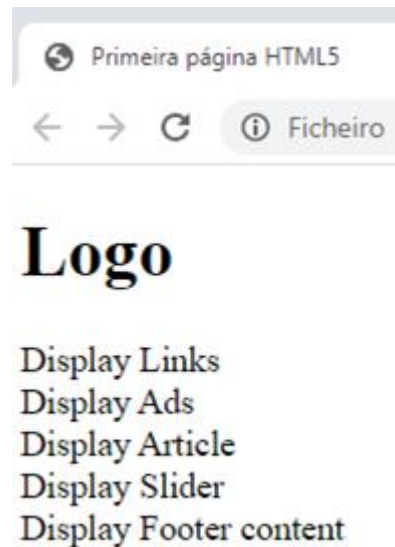 Primeira página HTML5
Ficheiro
Logo
Display Links
Display Ads
Display Article
Display Slider
Display Footer content